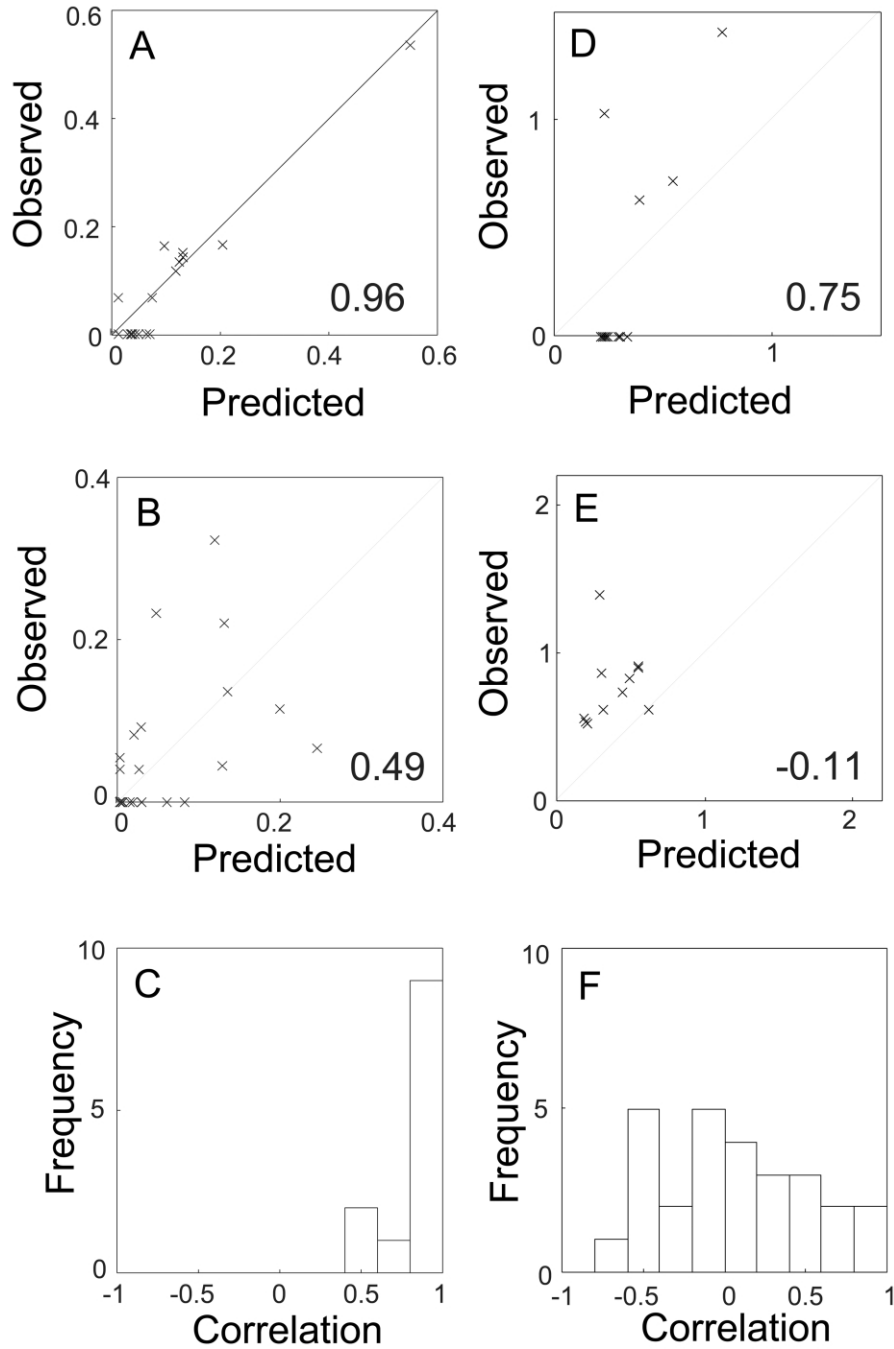 A
Observed
0.6
0.4
0.2
0
0 0.2 0.4 0.6
0.96
Predicted
D
Observed
1
0
0 1
0.75
Predicted
B
Observed
0.4
0.2
0
0 0.2 0.4
0.49
Predicted
E
Observed
2
1
0
0 1 2
-0.11
Predicted
C
Frequency
10
5
0
-1 -0.5 0 0.5 1
Correlation
F
Frequency
10
5
0
-1 -0.5 0 0.5 1
Correlation